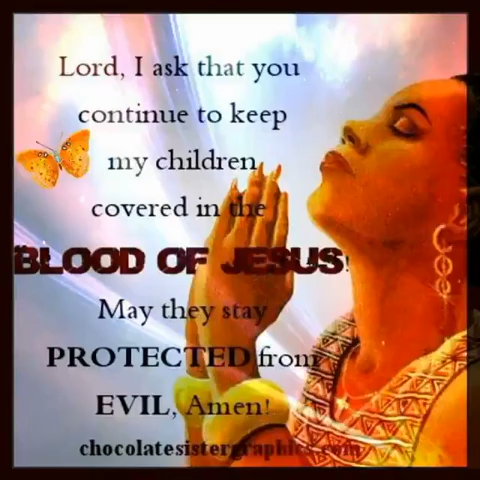 Lord, I ask that you
continue to keep
my children
covered in the
BLOOD OF JESUS!
May they stay
PROTECTED from
EVIL, Amen!
chocolatesistergraphics.com